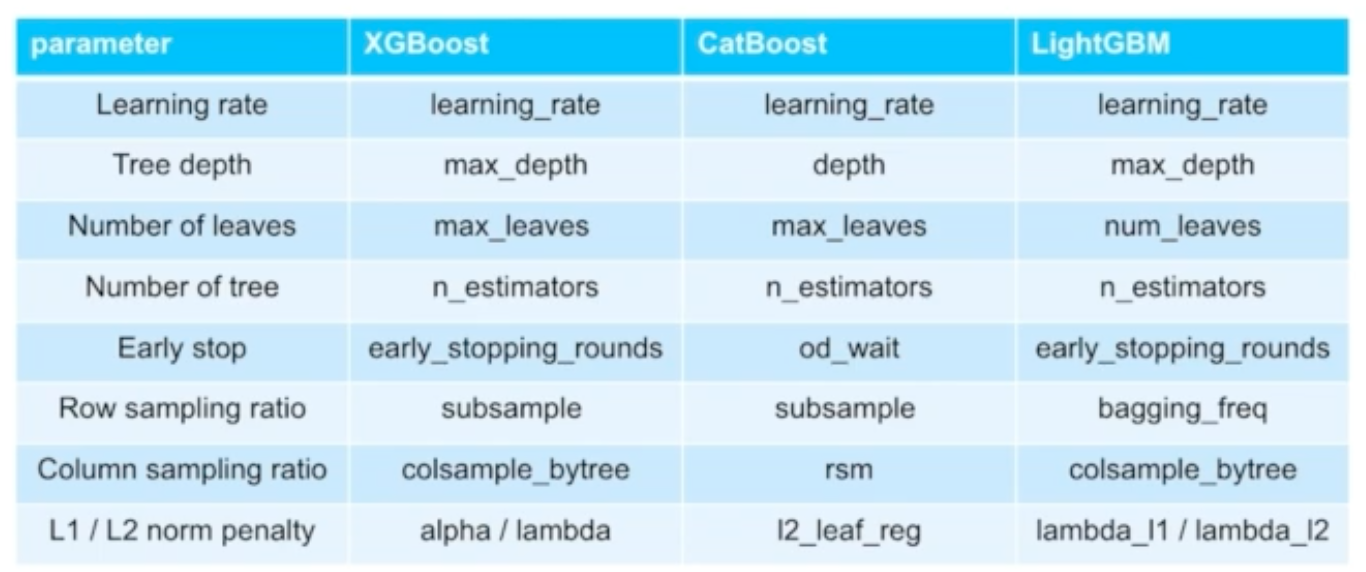 parameter XGBoost CatBoost LightGBM
Learning rate learning_rate learning_rate learning_rate
Tree depth max_depth depth max_depth
Number of leaves max_leaves max_leaves num_leaves
Number of tree n_estimators n_estimators n_estimators
Early stop early_stopping_rounds od_wait early_stopping_rounds
Row sampling ratio subsample subsample bagging_freq
Column sampling ratio colsample_bytree rsm colsample_bytree
L1 / L2 norm penalty alpha / lambda l2_leaf_reg lambda_l1 / lambda_l2